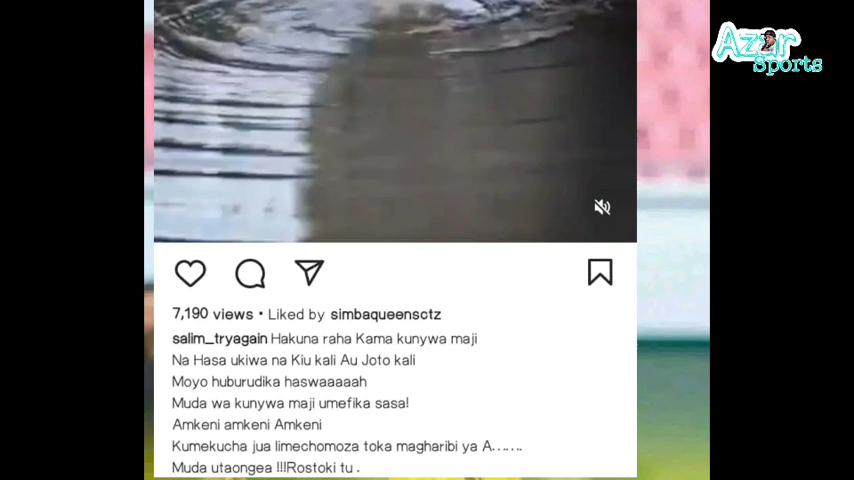 Azar
Sports
7,190 views • Liked by simbaqueensctz
salim_tryagain Hakuna raha Kama kunywa maji
Na Hasa ukiwa na Kiu kali Au Joto kali
Moyo huburudika haswaaaaah
Muda wa kunywa maji umefika sasa!
Amkeni amkeni Amkeni
Kumekucha jua limechomoza toka magharibi ya A.......
Muda utaongea !!!Rostoki tu .